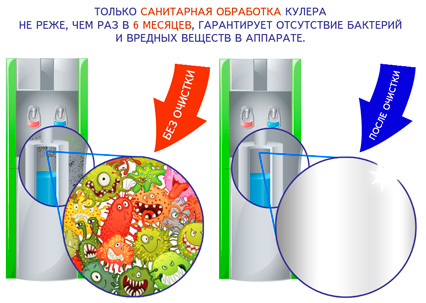 ТОЛЬКО САНИТАРНАЯ ОБРАБОТКА КУЛЕРА
НЕ РЕЖЕ, ЧЕМ РАЗ В 6 МЕСЯЦЕВ, ГАРАНТИРУЕТ ОТСУТСТВИЕ БАКТЕРИЙ
И ВРЕДНЫХ ВЕЩЕСТВ В АППАРАТЕ.
БЕЗ ОЧИСТКИ
ПОСЛЕ ОЧИСТКИ